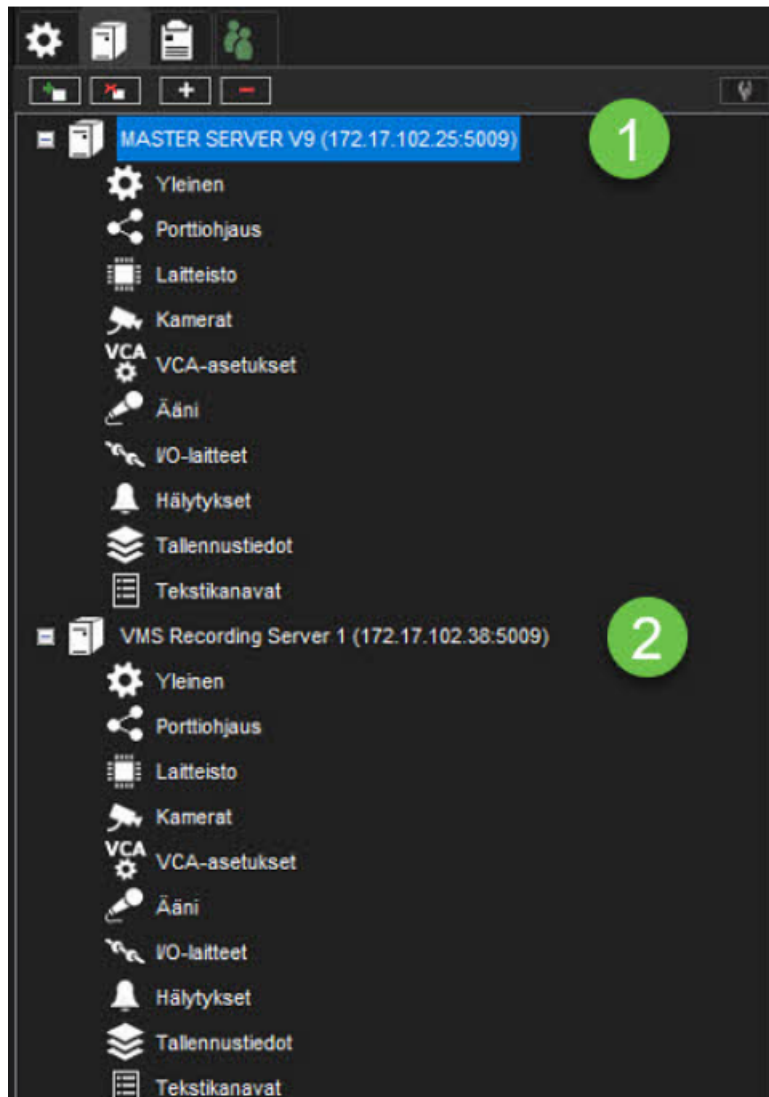 MASTER SERVER V9 (172.17.102.25:5009)
1
Yleinen
Porttiohjaus
Laitteisto
Kamerat
VCA
VCA-asetukset
Ääni
I/O-laitteet
Hälytykset
Tallennustiedot
Tekstikanavat
VMS Recording Server 1 (172.17.102.38:5009)
2
Yleinen
Porttiohjaus
Laitteisto
Kamerat
VCA
VCA-asetukset
Ääni
I/O-laitteet
Hälytykset
Tallennustiedot
Tekstikanavat